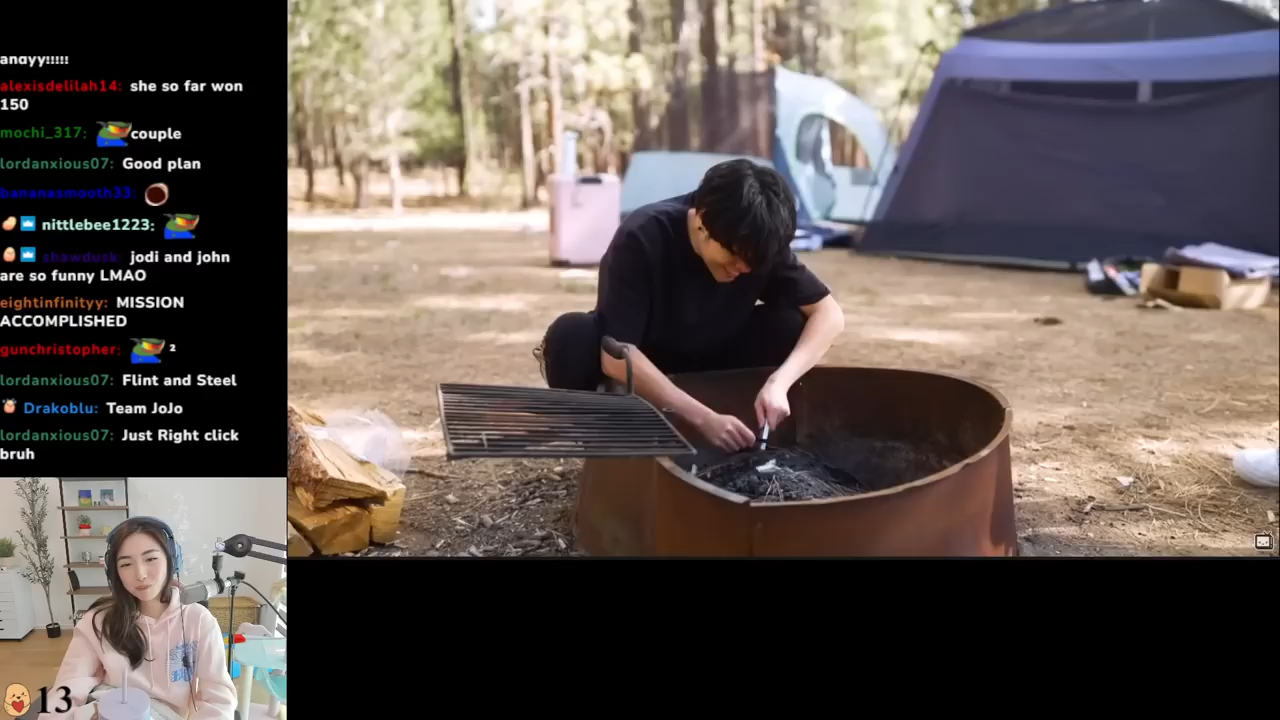 anayy!!!!!
alexisdelilah14: she so far won
150
mochi_317: couple
lordanxious07: Good plan
bananasmooth33:
nittlebee1223:
shawdusk: jodi and john
are so funny LMAO
eightinfinityy: MISSION
ACCOMPLISHED
gunchristopher: 2
lordanxious07: Flint and Steel
Drakoblu: Team JoJo
lordanxious07: Just Right click
bruh
13